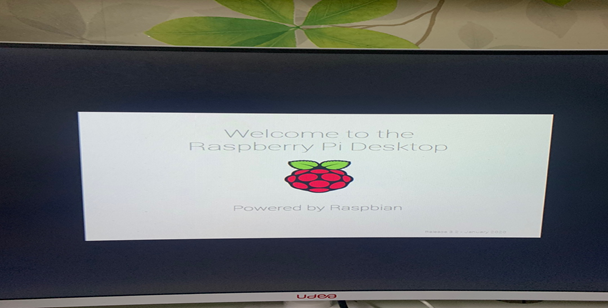 Welcome to the
Raspberry Pi Desktop
Powered by Raspbian